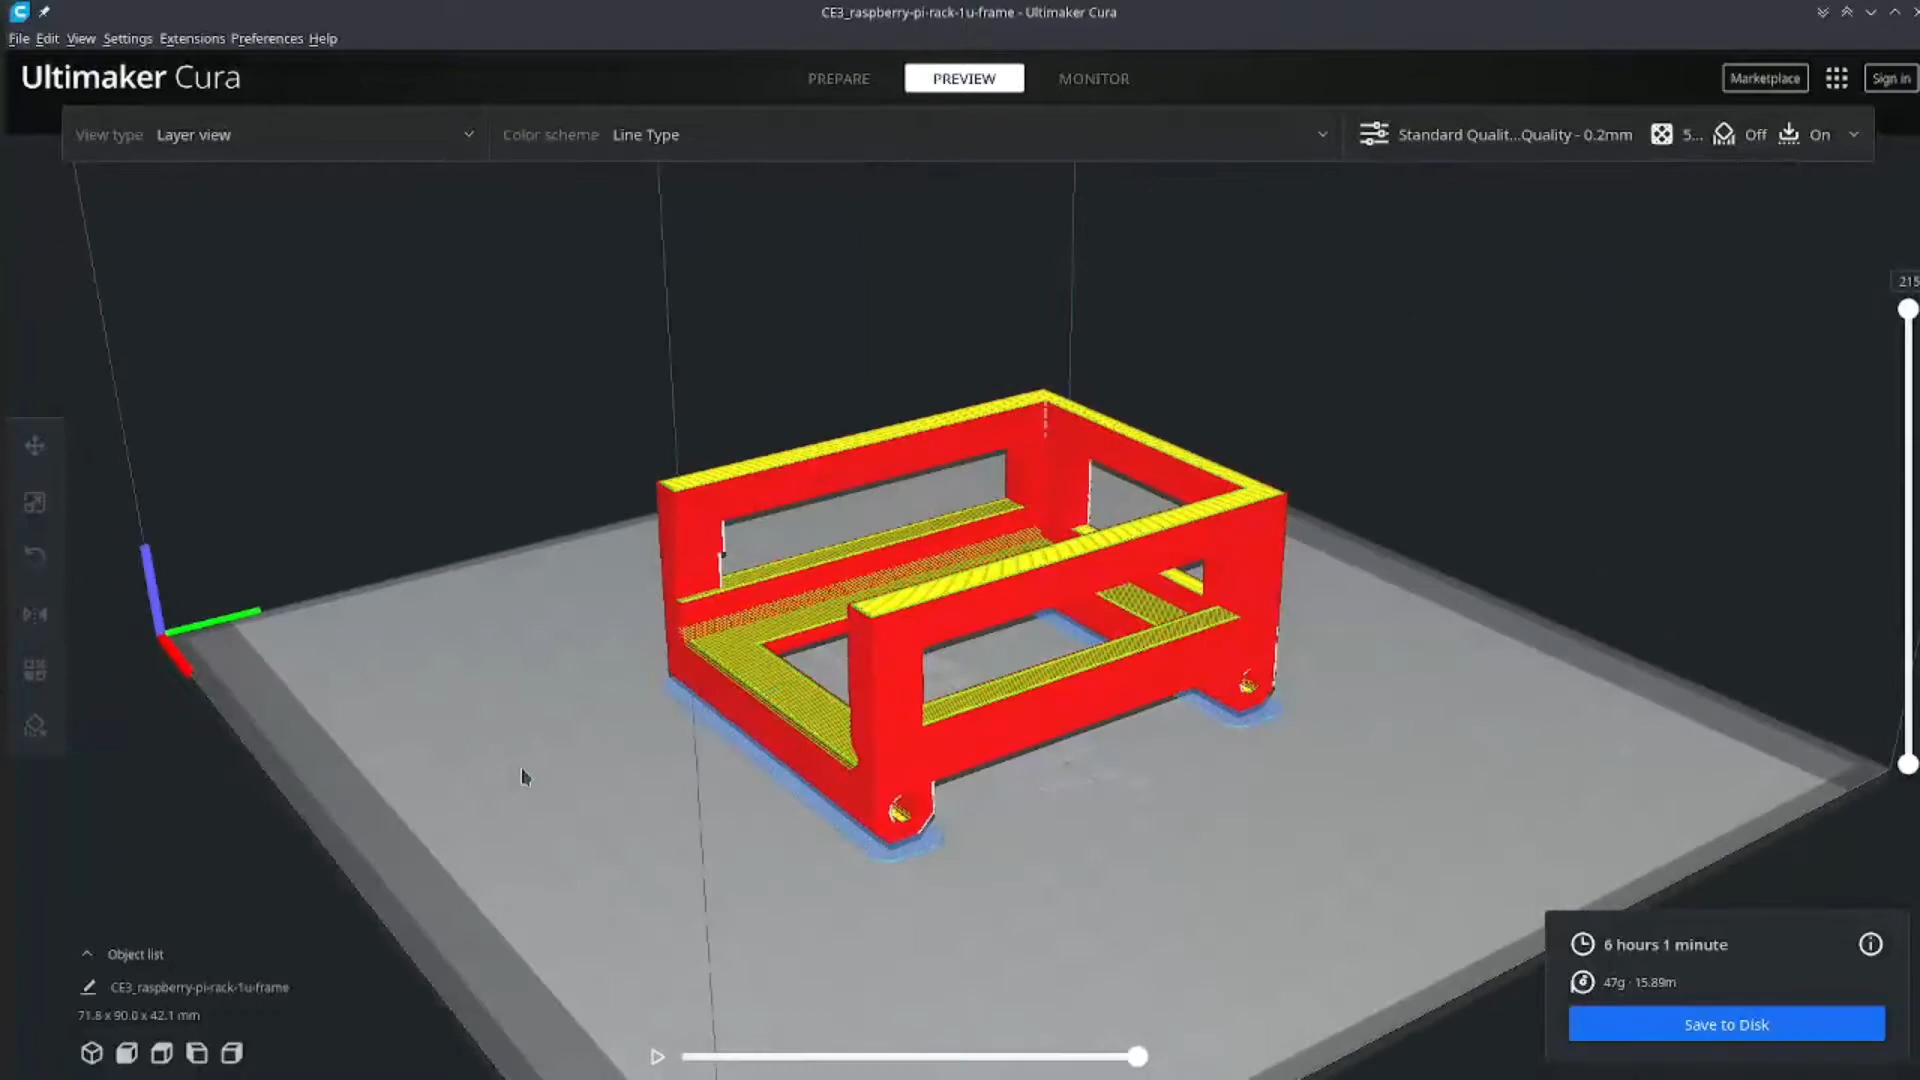 CE3_raspberry-pi-rack-1u-frame - Ultimaker Cura
File Edit View Settings Extensions Preferences Help
Ultimaker Cura
PREPARE PREVIEW MONITOR
Marketplace Sign in
View type Layer view
Color scheme Line Type
Standard Qualit...Quality - 0.2mm 5... Off On
215
Object list
CE3_raspberry-pi-rack-1u-frame
71.8 x 90.0 x 42.1 mm
6 hours 1 minute
47g · 15.89m
Save to Disk